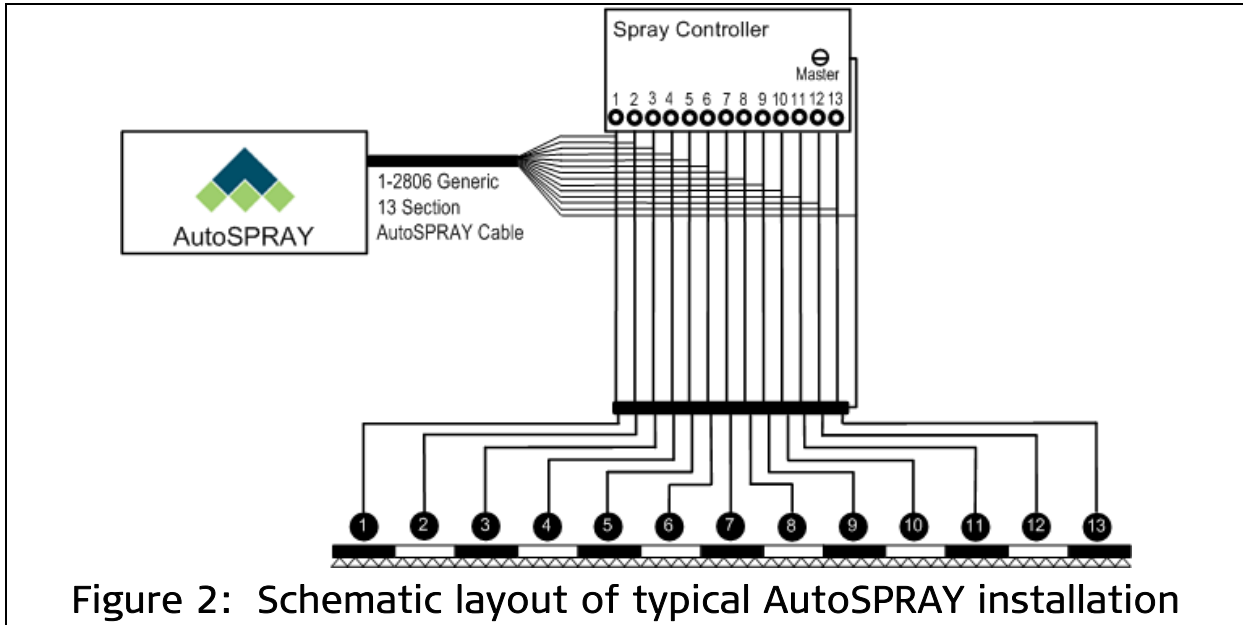 Spray Controller
Master
1 2 3 4 5 6 7 8 9 10 11 12 13
AutoSPRAY
1-2806 Generic
13 Section
AutoSPRAY Cable
1 2 3 4 5 6 7 8 9 10 11 12 13
Figure 2: Schematic layout of typical AutoSPRAY installation